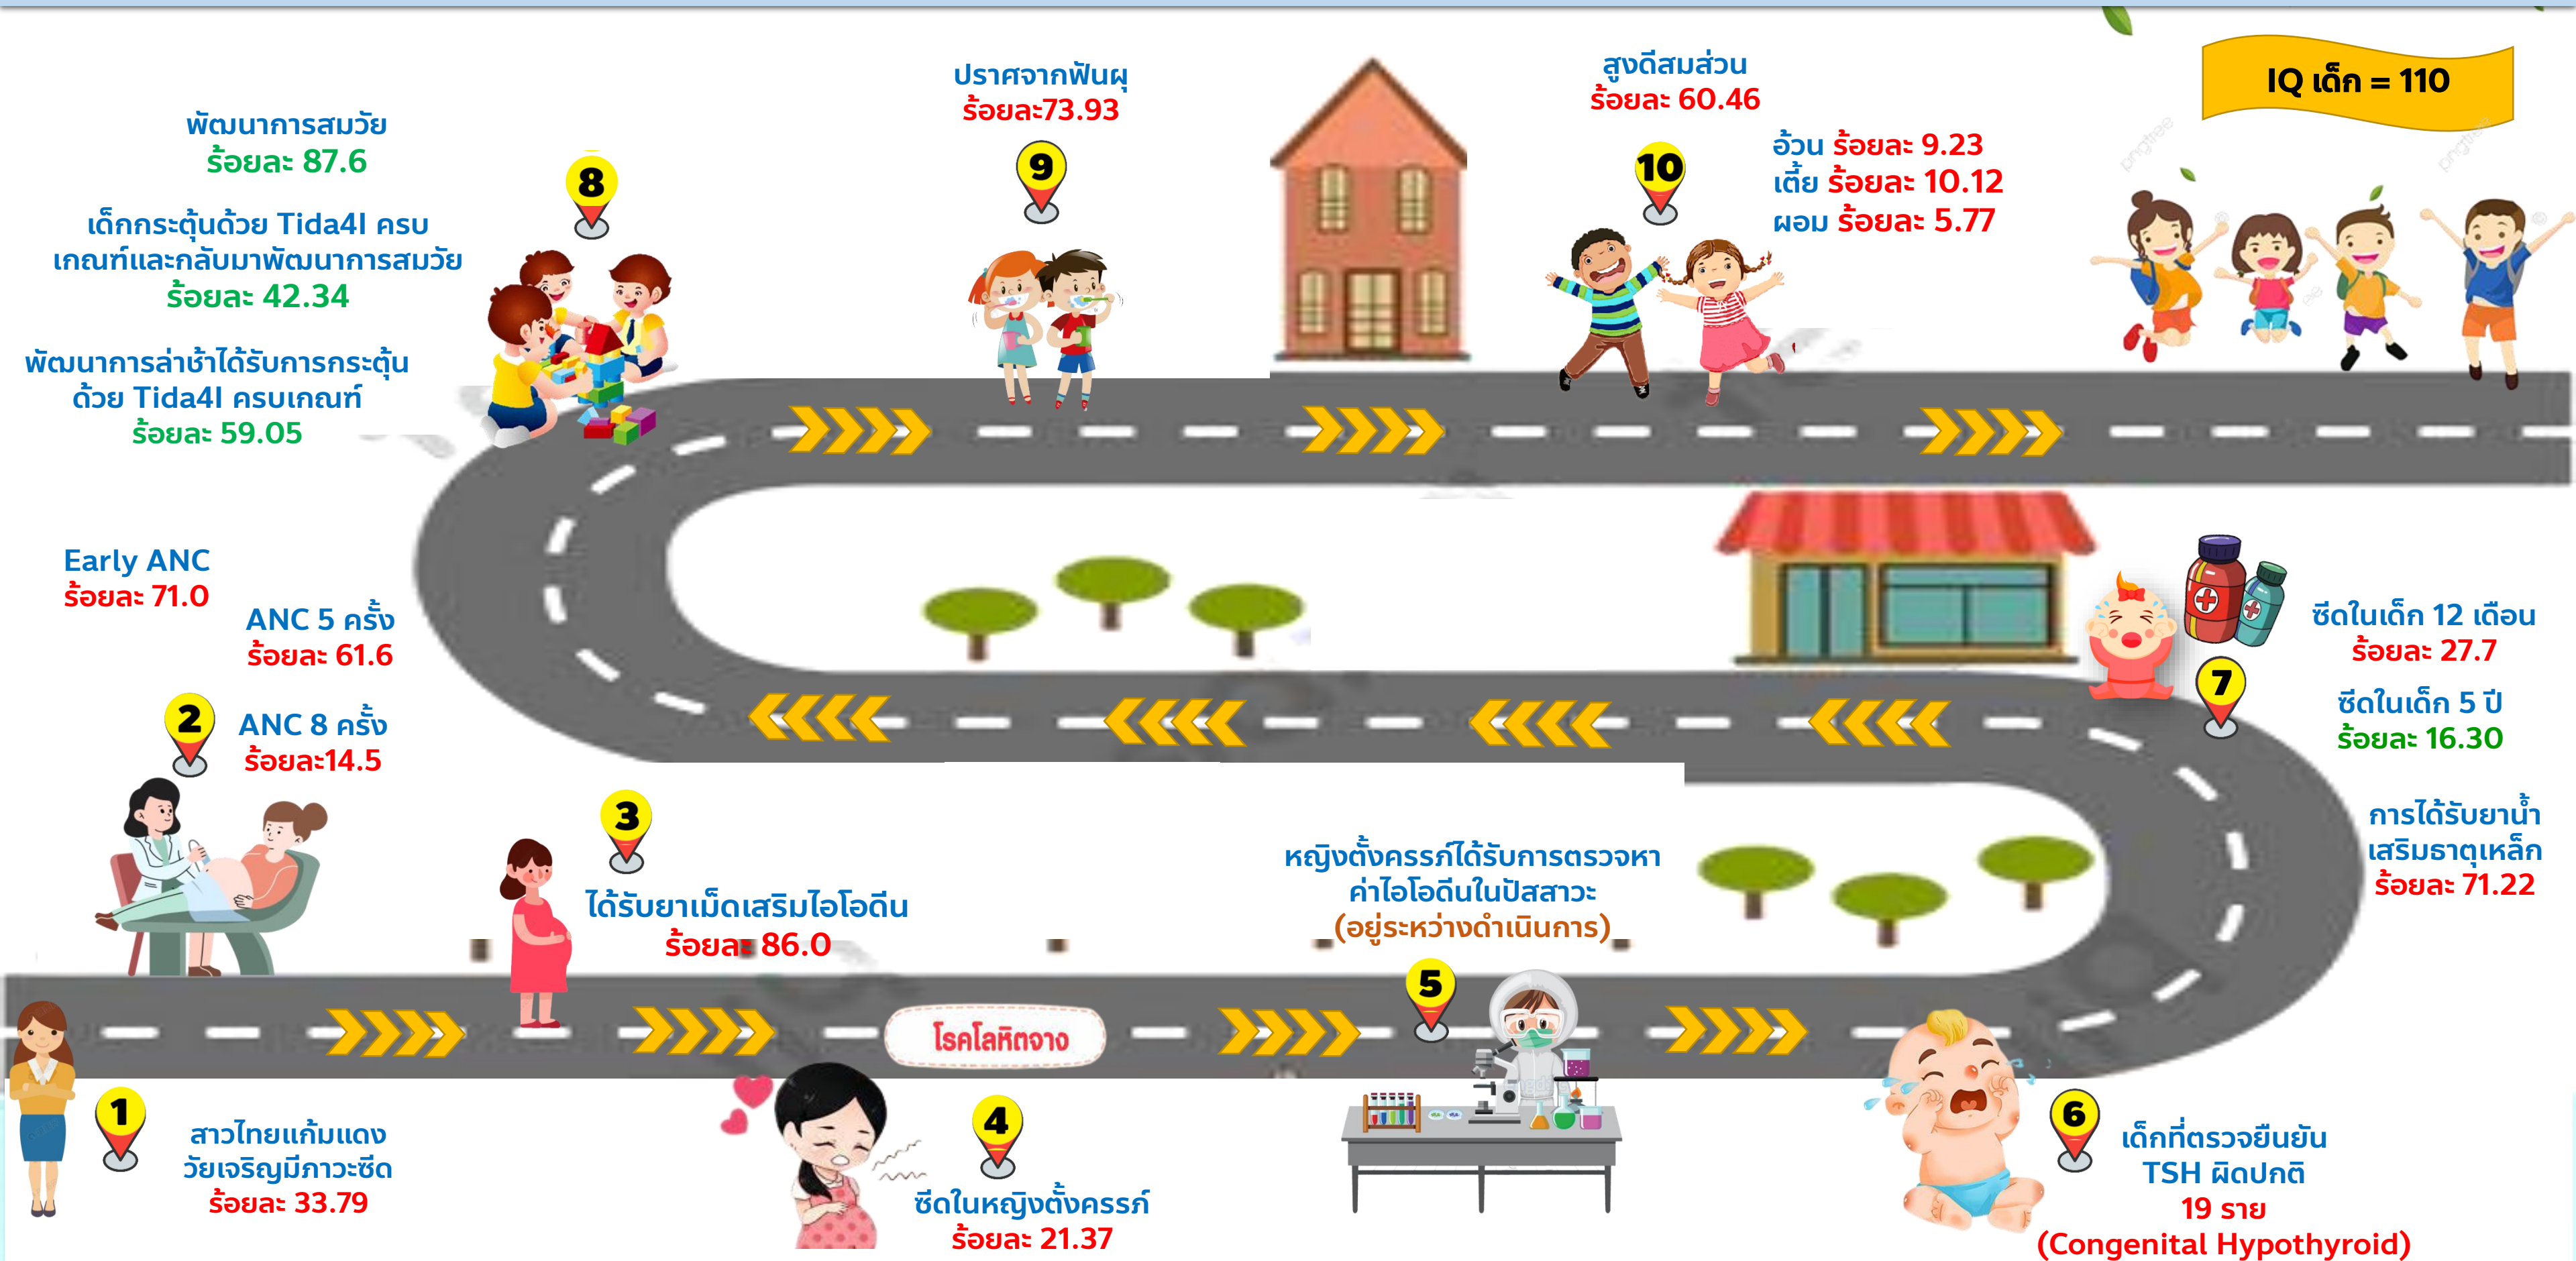 IQ เด็ก = 110
1
สาวไทยแก้มแดง
วัยเจริญมีภาวะซีด
ร้อยละ 33.79
Early ANC
ร้อยละ 71.0
ANC 5 ครั้ง
ร้อยละ 61.6
2
ANC 8 ครั้ง
ร้อยละ14.5
3
ได้รับยาเม็ดเสริมไอโอดีน
ร้อยละ 86.0
โรคโลหิตจาง
4
ซีดในหญิงตั้งครรภ์
ร้อยละ 21.37
หญิงตั้งครรภ์ได้รับการตรวจหา
ค่าไอโอดีนในปัสสาวะ
(อยู่ระหว่างดำเนินการ)
5
6
เด็กที่ตรวจยืนยัน
TSH ผิดปกติ
19 ราย
(Congenital Hypothyroid)
7
ซีดในเด็ก 12 เดือน
ร้อยละ 27.7
ซีดในเด็ก 5 ปี
ร้อยละ 16.30
การได้รับยาน้ำ
เสริมธาตุเหล็ก
ร้อยละ 71.22
8
พัฒนาการสมวัย
ร้อยละ 87.6
เด็กกระตุ้นด้วย Tida4I ครบ
เกณฑ์และกลับมาพัฒนาการสมวัย
ร้อยละ 42.34
พัฒนาการล่าช้าได้รับการกระตุ้น
ด้วย Tida4I ครบเกณฑ์
ร้อยละ 59.05
ปราศจากฟันผุ
ร้อยละ73.93
9
สูงดีสมส่วน
ร้อยละ 60.46
10
อ้วน ร้อยละ 9.23
เตี้ย ร้อยละ 10.12
ผอม ร้อยละ 5.77
pngtree
pngtree